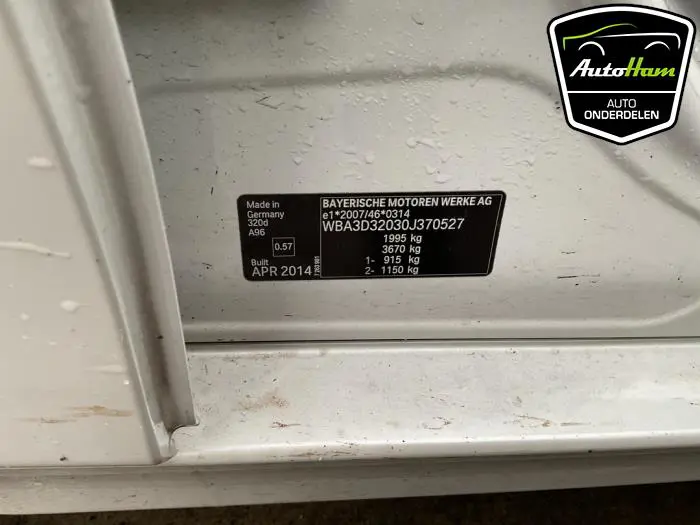 AutoHam
AUTO
ONDERDELEN
Made in
Germany
320d
A96
0.57
Built
APR 2014
BAYERISCHE MOTOREN WERKE AG
e1*2007/46*0314
WBA3D32030J370527
1995 kg
3670 kg
1- 915 kg
2- 1150 kg